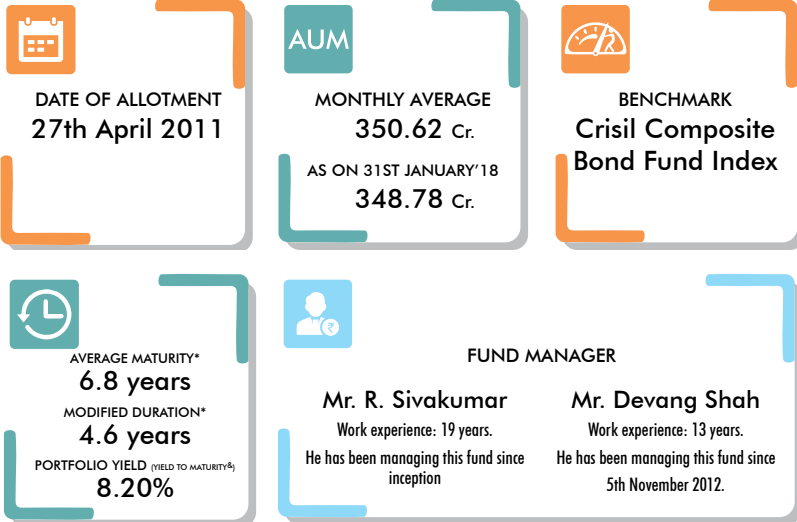 DATE OF ALLOTMENT
27th April 2011
AUM
MONTHLY AVERAGE
350.62 Cr.
AS ON 31ST JANUARY'18
348.78 Cr.
BENCHMARK
Crisil Composite
Bond Fund Index
AVERAGE MATURITY*
6.8 years
MODIFIED DURATION*
4.6 years
PORTFOLIO YIELD (YIELD TO MATURITY&)
8.20%
₹
FUND MANAGER
Mr. R. Sivakumar
Work experience: 19 years.
He has been managing this fund since
inception
Mr. Devang Shah
Work experience: 13 years.
He has been managing this fund since
5th November 2012.